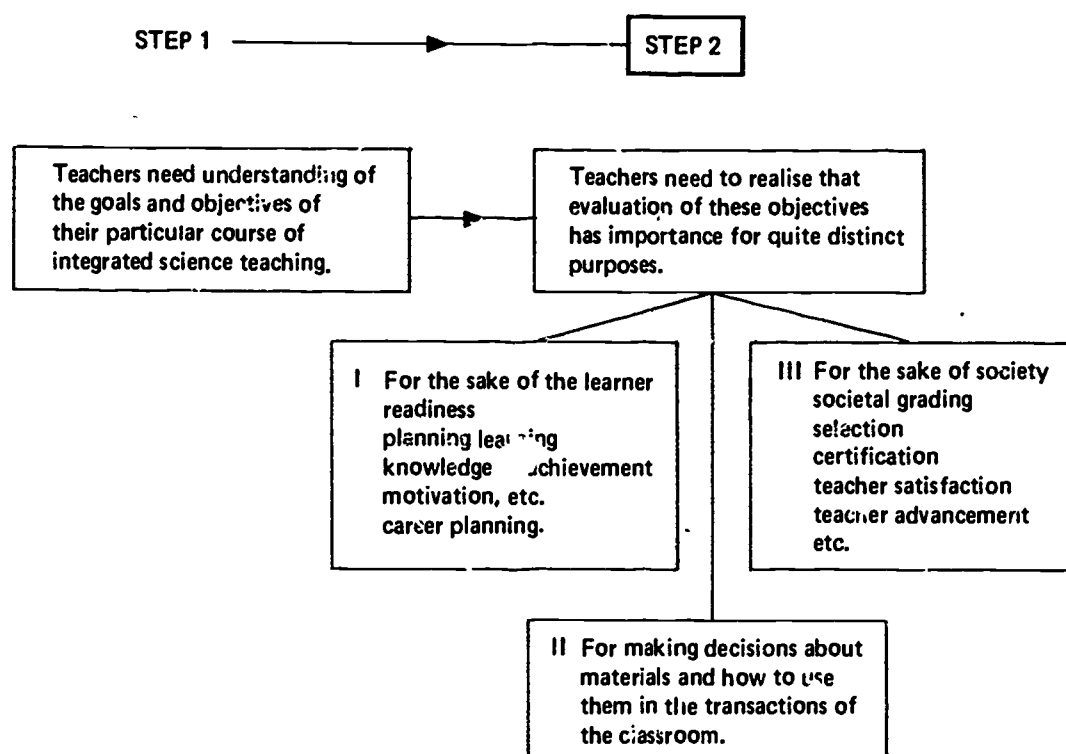 STEP 1
STEP 2
Teachers need understanding of
the goals and objectives of
their particular course of
integrated science teaching.
Teachers need to realise that
evaluation of these objectives
has importance for quite distinct
purposes.
I For the sake of the learner
readiness
planning learning
knowledge achievement
motivation, etc.
career planning.
III For the sake of society
societal grading
selection
certification
teacher satisfaction
teacher advancement
etc.
II For making decisions about
materials and how to use
them in the transactions of
the classroom.